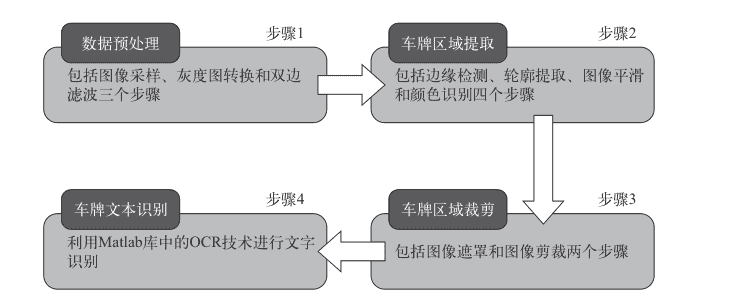 数据预处理
步骤1
包括图像采样、灰度图转换和双边
滤波三个步骤
车牌区域提取
步骤2
包括边缘检测、轮廓提取、图像平滑
和颜色识别四个步骤
车牌区域裁剪
步骤3
包括图像遮罩和图像剪裁两个步骤
车牌文本识别
步骤4
利用Matlab库中的OCR技术进行文字
识别